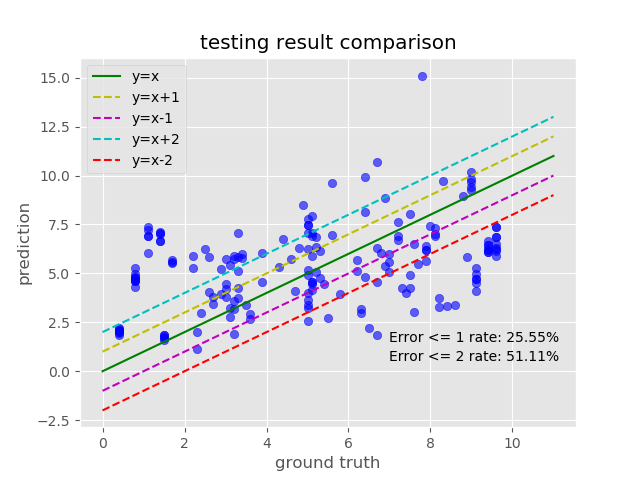 testing result comparison
y=x
y=x+1
y=x-1
y=x+2
y=x-2
15.0
12.5
10.0
7.5
5.0
2.5
0.0
−2.5
prediction
Error <= 1 rate: 25.55%
Error <= 2 rate: 51.11%
0 2 4 6 8 10
ground truth